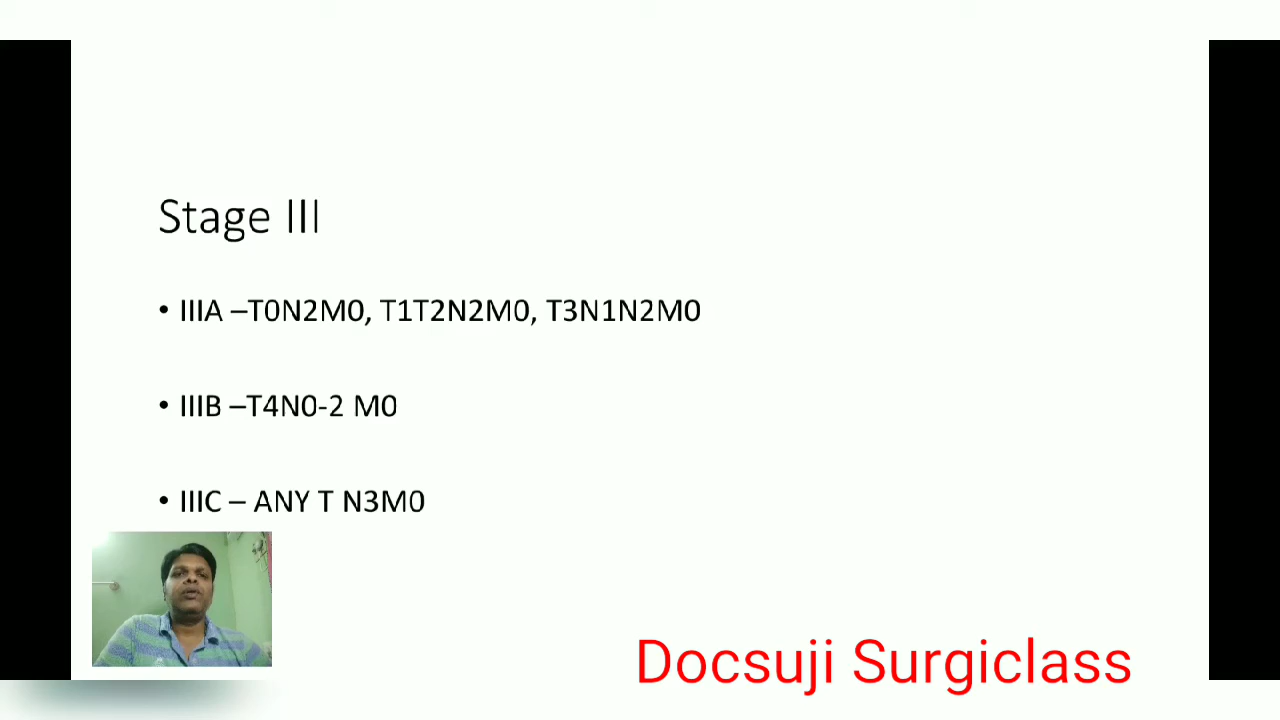 Stage III
• IIIA –T0N2M0, T1T2N2M0, T3N1N2M0
• IIIB –T4N0-2 M0
• IIIC – ANY T N3M0
Docsuji Surgiclass